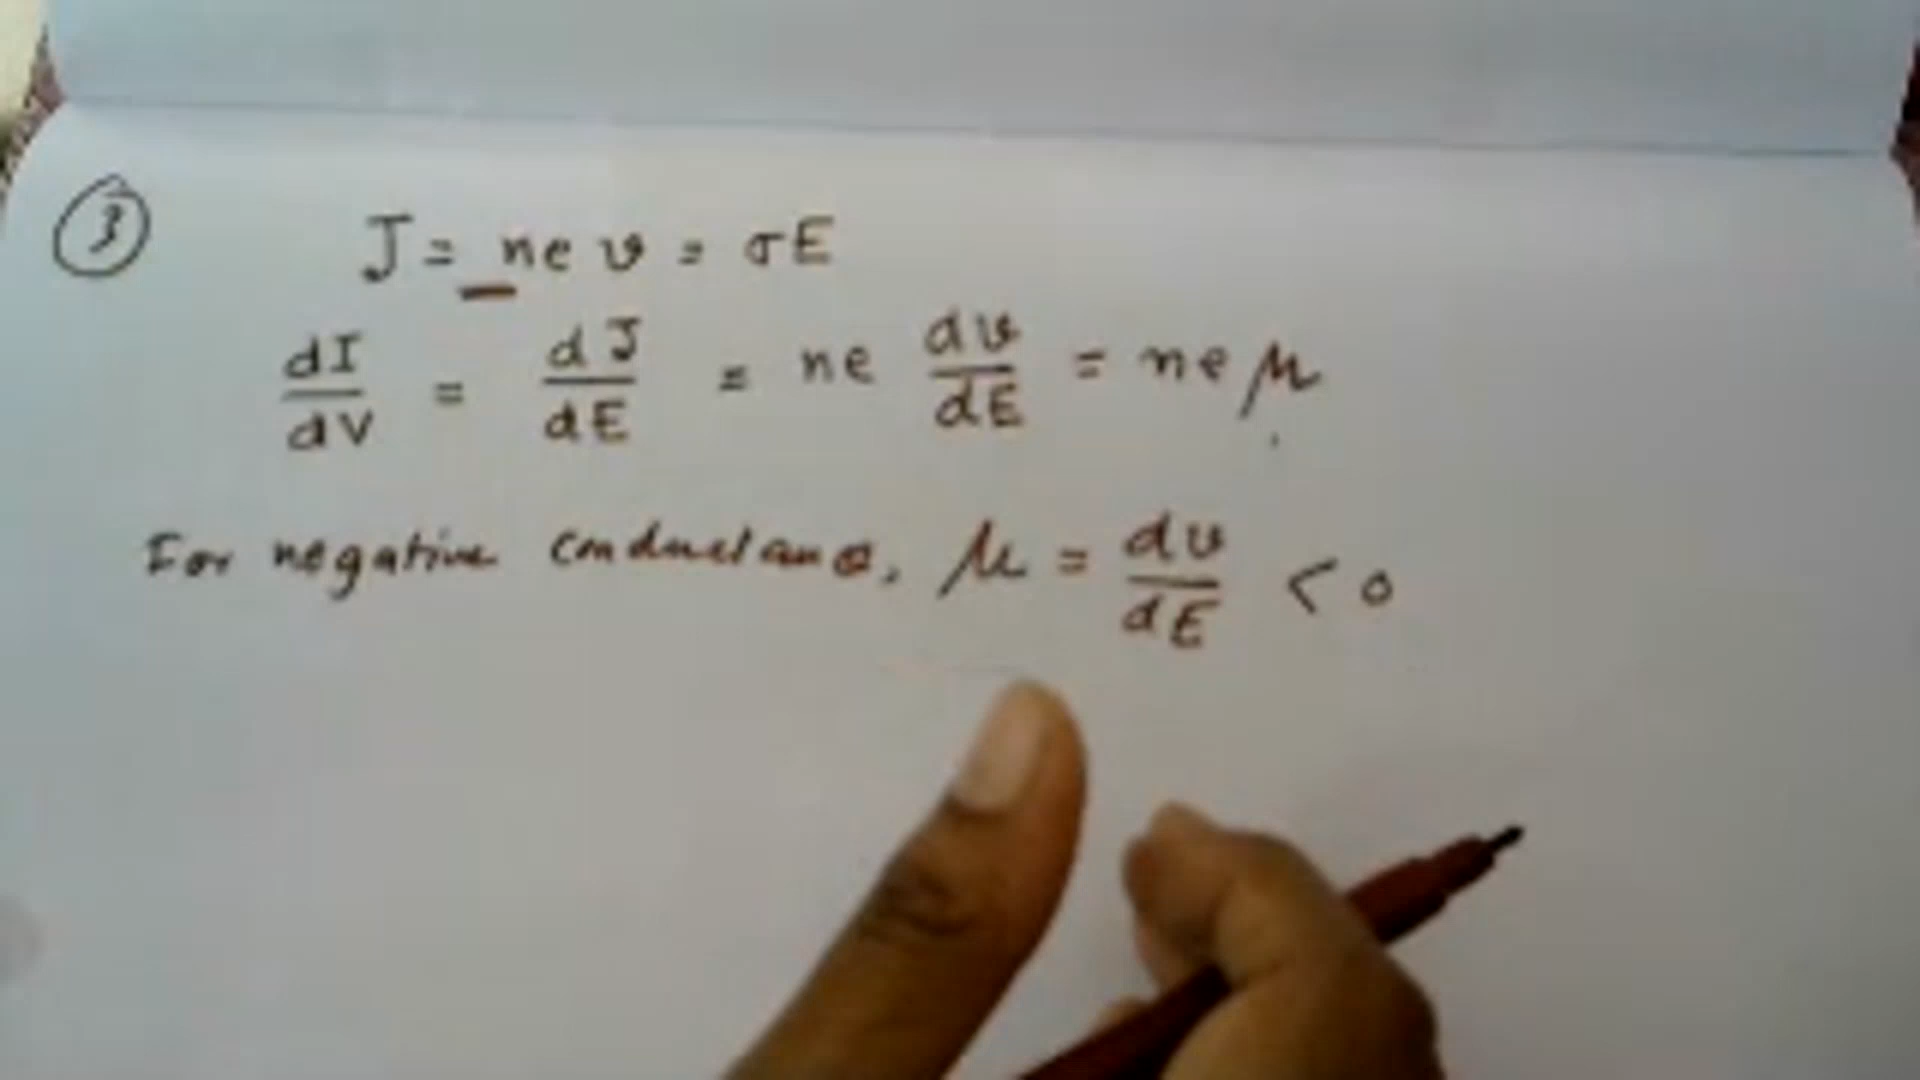 ③ J = ne v = σE
dI/dV = dJ/dE = ne dv/dE = ne μ
For negative conductance, μ = dv/dE < 0